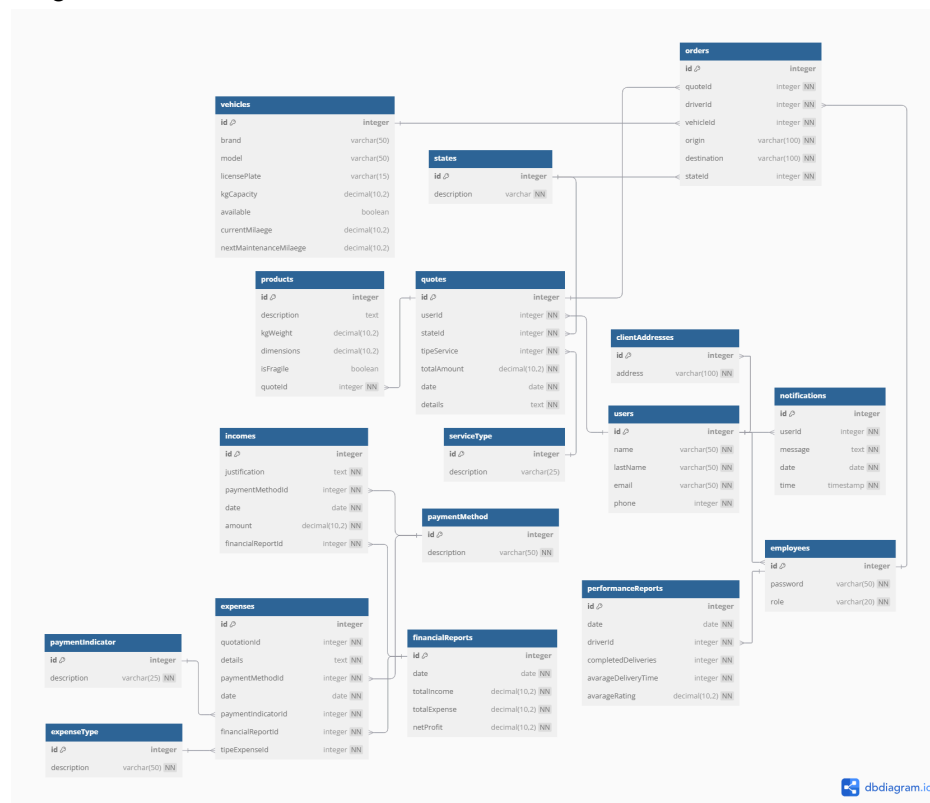 orders
id integer
quoteId integer NN
driverId integer NN
vehicleId integer NN
origin varchar(100) NN
destination varchar(100) NN
stateId integer NN
vehicles
id integer
brand varchar(50)
model varchar(50)
licensePlate varchar(15)
kgCapacity decimal(10,2)
available boolean
currentMilaege decimal(10,2)
nextMaintenanceMilaege decimal(10,2)
states
id integer
description varchar NN
products
id integer
description text
kgWeight decimal(10,2)
dimensions decimal(10,2)
isFragile boolean
quoteId integer NN
quotes
id integer
userId integer NN
stateId integer NN
tipeService integer NN
totalAmount decimal(10,2) NN
date date NN
details text NN
clientAddresses
id integer
address varchar(100) NN
users
id integer
name varchar(50) NN
lastName varchar(50) NN
email varchar(50) NN
phone integer NN
notifications
id integer
userId integer NN
message text NN
date date NN
time timestamp NN
incomes
id integer
justification text NN
paymentMethodId integer NN
date date NN
amount decimal(10,2) NN
financialReportId integer NN
serviceType
id integer
description varchar(25)
paymentMethod
id integer
description varchar(50) NN
employees
id integer
password varchar(50) NN
role varchar(20) NN
performanceReports
id integer
date date NN
driverId integer NN
completedDeliveries integer NN
avarageDeliveryTime integer NN
avarageRating decimal(10,2) NN
expenses
id integer
quotationId integer NN
details text NN
paymentMethodId integer NN
date date NN
paymentIndicatorId integer NN
financialReportId integer NN
tipeExpenseId integer NN
financialReports
id integer
date date NN
totalIncome decimal(10,2) NN
totalExpense decimal(10,2) NN
netProfit decimal(10,2) NN
paymentIndicator
id integer
description varchar(25) NN
expenseType
id integer
description varchar(50) NN